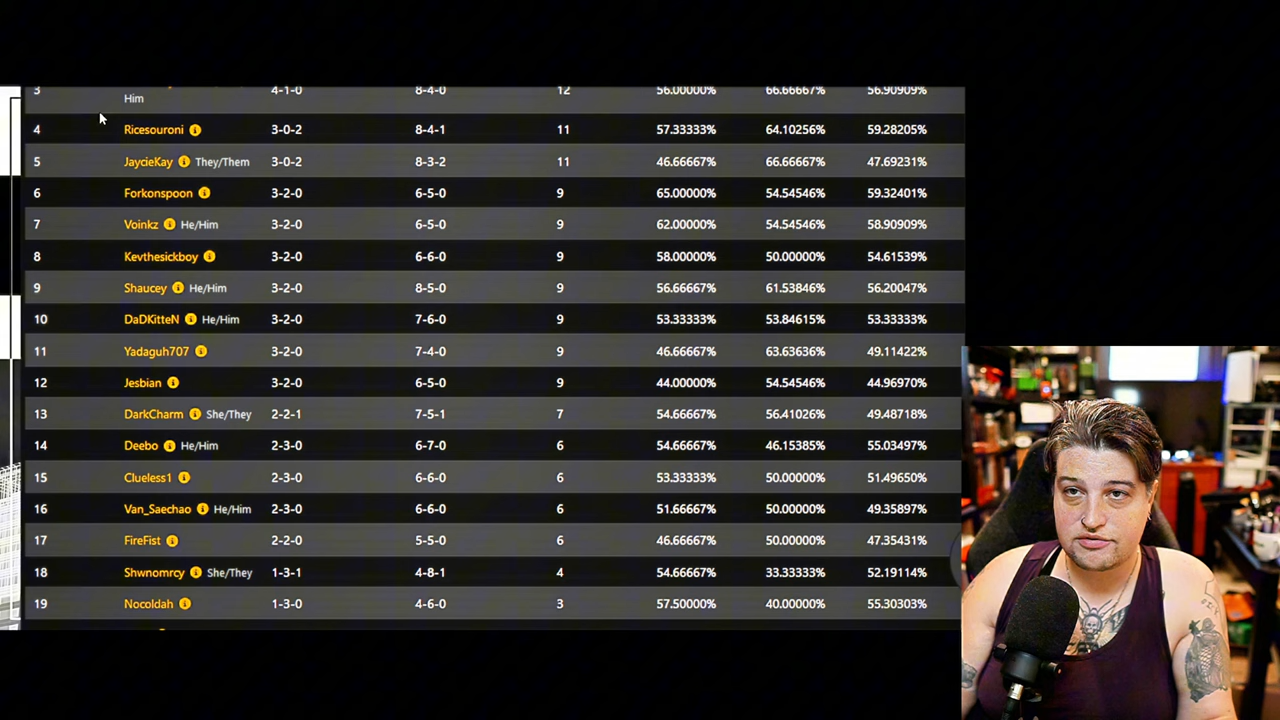 3 4-1-0 8-4-0 12 56.00000% 66.66667% 56.90909%
Him
4 Ricesouroni 3-0-2 8-4-1 11 57.33333% 64.10256% 59.28205%
5 JaycieKay They/Them 3-0-2 8-3-2 11 46.66667% 66.66667% 47.69231%
6 Forkonspoon 3-2-0 6-5-0 9 65.00000% 54.54546% 59.32401%
7 Voinkz He/Him 3-2-0 6-5-0 9 62.00000% 54.54546% 58.90909%
8 Kevthesickboy 3-2-0 6-6-0 9 58.00000% 50.00000% 54.61539%
9 Shaucey He/Him 3-2-0 8-5-0 9 56.66667% 61.53846% 56.20047%
10 DaDKitteN He/Him 3-2-0 7-6-0 9 53.33333% 53.84615% 53.33333%
11 Yadaguh707 3-2-0 7-4-0 9 46.66667% 63.63636% 49.11422%
12 Jesbian 3-2-0 6-5-0 9 44.00000% 54.54546% 44.96970%
13 DarkCharm She/They 2-2-1 7-5-1 7 54.66667% 56.41026% 49.48718%
14 Deebo He/Him 2-3-0 6-7-0 6 54.66667% 46.15385% 55.03497%
15 Clueless1 2-3-0 6-6-0 6 53.33333% 50.00000% 51.49650%
16 Van_Saechao He/Him 2-3-0 6-6-0 6 51.66667% 50.00000% 49.35897%
17 FireFist 2-2-0 5-5-0 6 46.66667% 50.00000% 47.35431%
18 Shwnomrcy She/They 1-3-1 4-8-1 4 54.66667% 33.33333% 52.19114%
19 Nocoldah 1-3-0 4-6-0 3 57.50000% 40.00000% 55.30303%